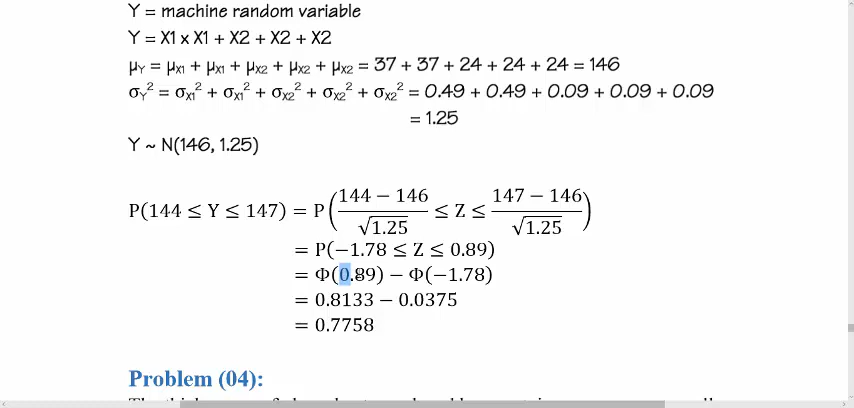 Y = machine random variable
Y = X1 x X1 + X2 + X2 + X2
μY = μX1 + μX1 + μX2 + μX2 + μX2 = 37 + 37 + 24 + 24 + 24 = 146
σY² = σX1² + σX1² + σX2² + σX2² + σX2² = 0.49 + 0.49 + 0.09 + 0.09 + 0.09
= 1.25
Y ~ N(146, 1.25)
P(144 ≤ Y ≤ 147) = P((144 − 146)/√1.25 ≤ Z ≤ (147 − 146)/√1.25)
= P(−1.78 ≤ Z ≤ 0.89)
= Φ(0.89) − Φ(−1.78)
= 0.8133 − 0.0375
= 0.7758
Problem (04):